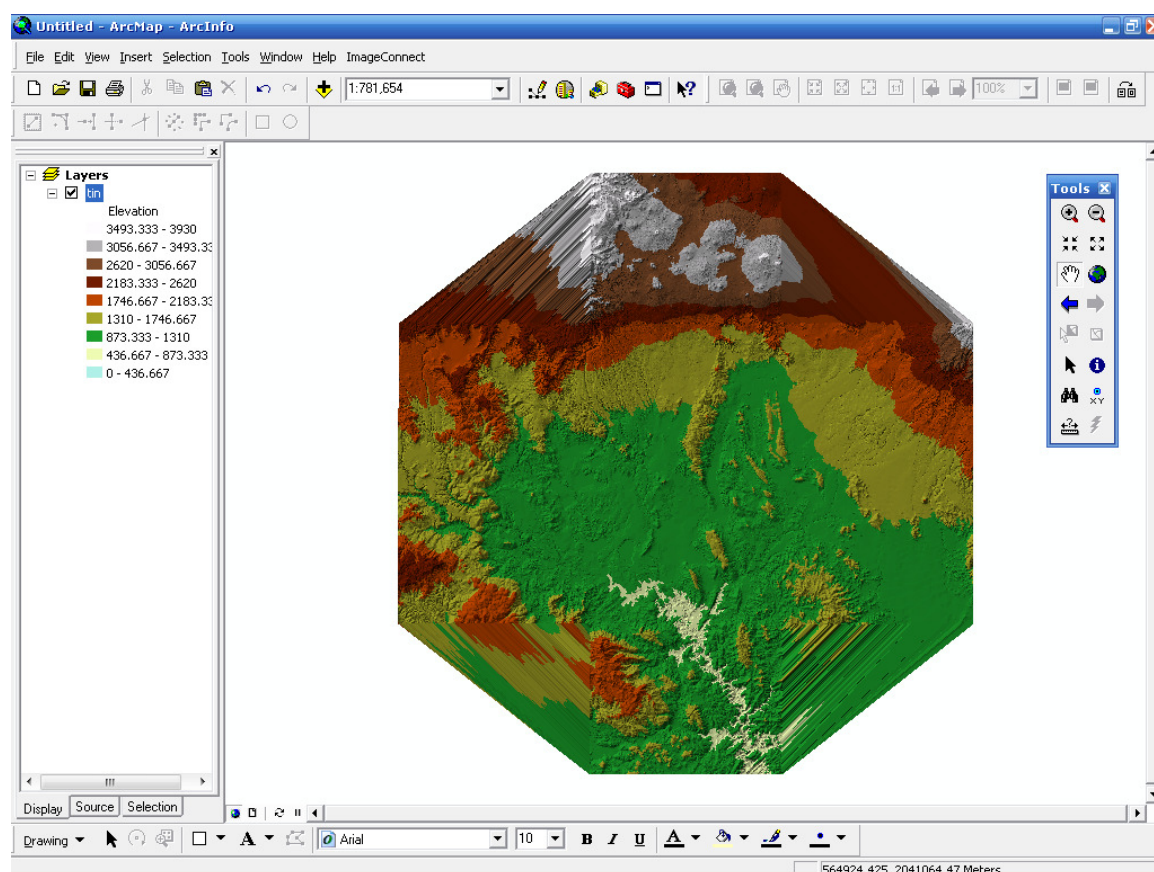 Untitled - ArcMap - ArcInfo
File Edit View Insert Selection Tools Window Help ImageConnect
1:781,654
100%
Layers
tin
Elevation
3493.333 - 3930
3056.667 - 3493.33
2620 - 3056.667
2183.333 - 2620
1746.667 - 2183.33
1310 - 1746.667
873.333 - 1310
436.667 - 873.333
0 - 436.667
Tools
XY
Display Source Selection
Drawing A Arial 10 B I U A
564924.425 2041064.47 Meters